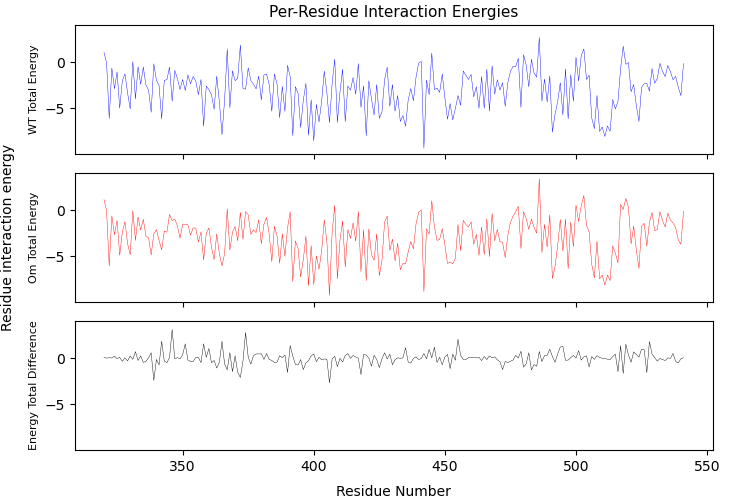 Per-Residue Interaction Energies
Residue interaction energy
WT Total Energy
0
−5
Om Total Energy
0
−5
Energy Total Difference
0
−5
350
400
450
500
550
Residue Number